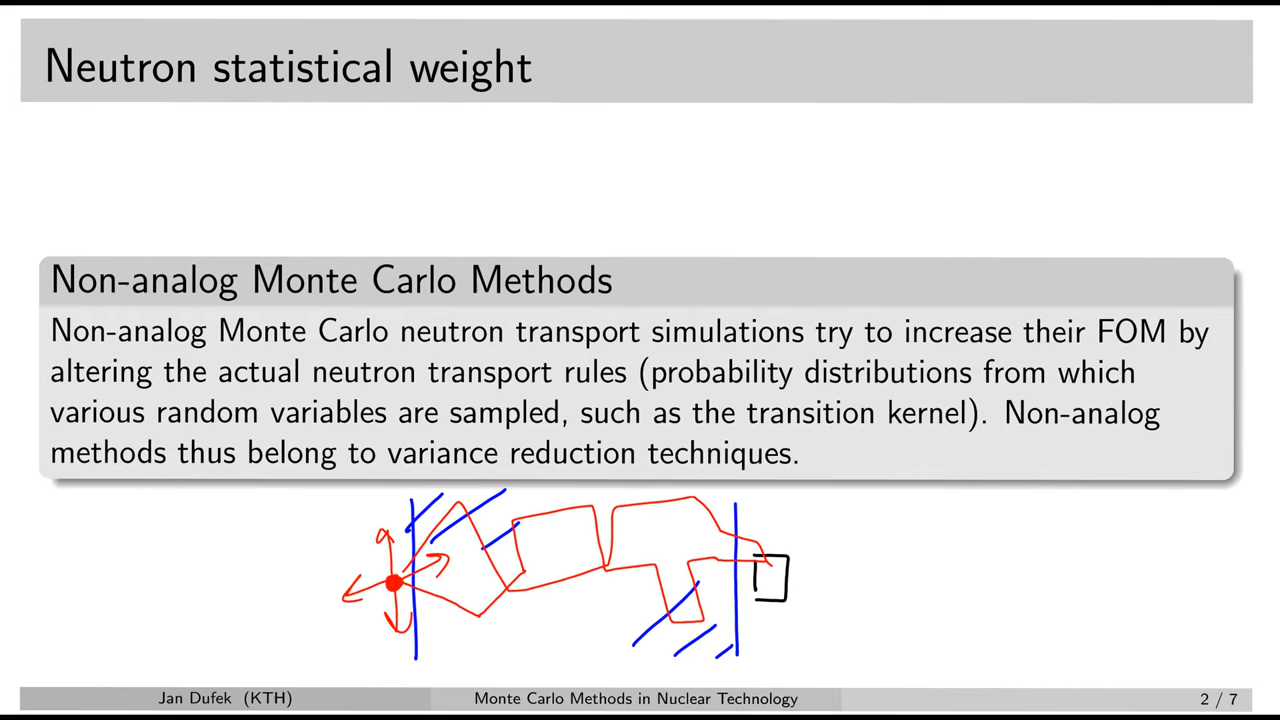 Neutron statistical weight
Non-analog Monte Carlo Methods
Non-analog Monte Carlo neutron transport simulations try to increase their FOM by
altering the actual neutron transport rules (probability distributions from which
various random variables are sampled, such as the transition kernel). Non-analog
methods thus belong to variance reduction techniques.
Jan Dufek (KTH) Monte Carlo Methods in Nuclear Technology 2 / 7